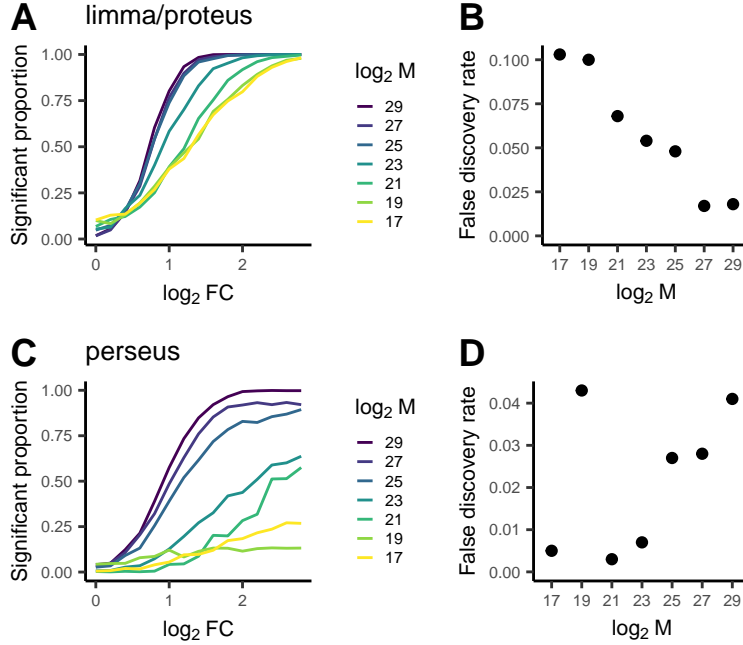 A limma/proteus
Significant proportion
1.00
0.75
0.50
0.25
0.00
0 1 2
log2 FC
log2 M
29
27
25
23
21
19
17
B
False discovery rate
0.100
0.075
0.050
0.025
0.000
17 19 21 23 25 27 29
log2 M
C perseus
Significant proportion
1.00
0.75
0.50
0.25
0.00
0 1 2
log2 FC
log2 M
29
27
25
23
21
19
17
D
False discovery rate
0.04
0.03
0.02
0.01
0.00
17 19 21 23 25 27 29
log2 M